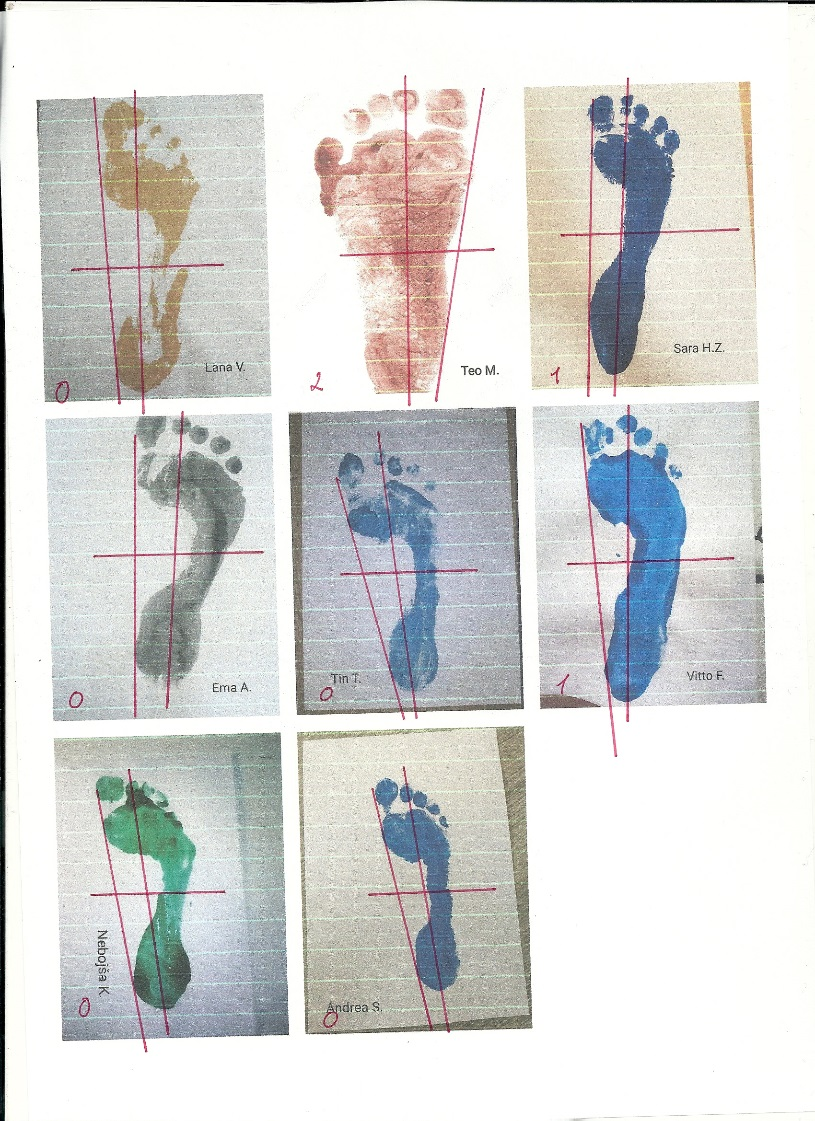 Lana V.
0
Teo M.
2
Sara H.Z.
1
Ema A.
0
Tin T.
0
Vitto F.
1
Nebojša K.
0
Andrea S.
0